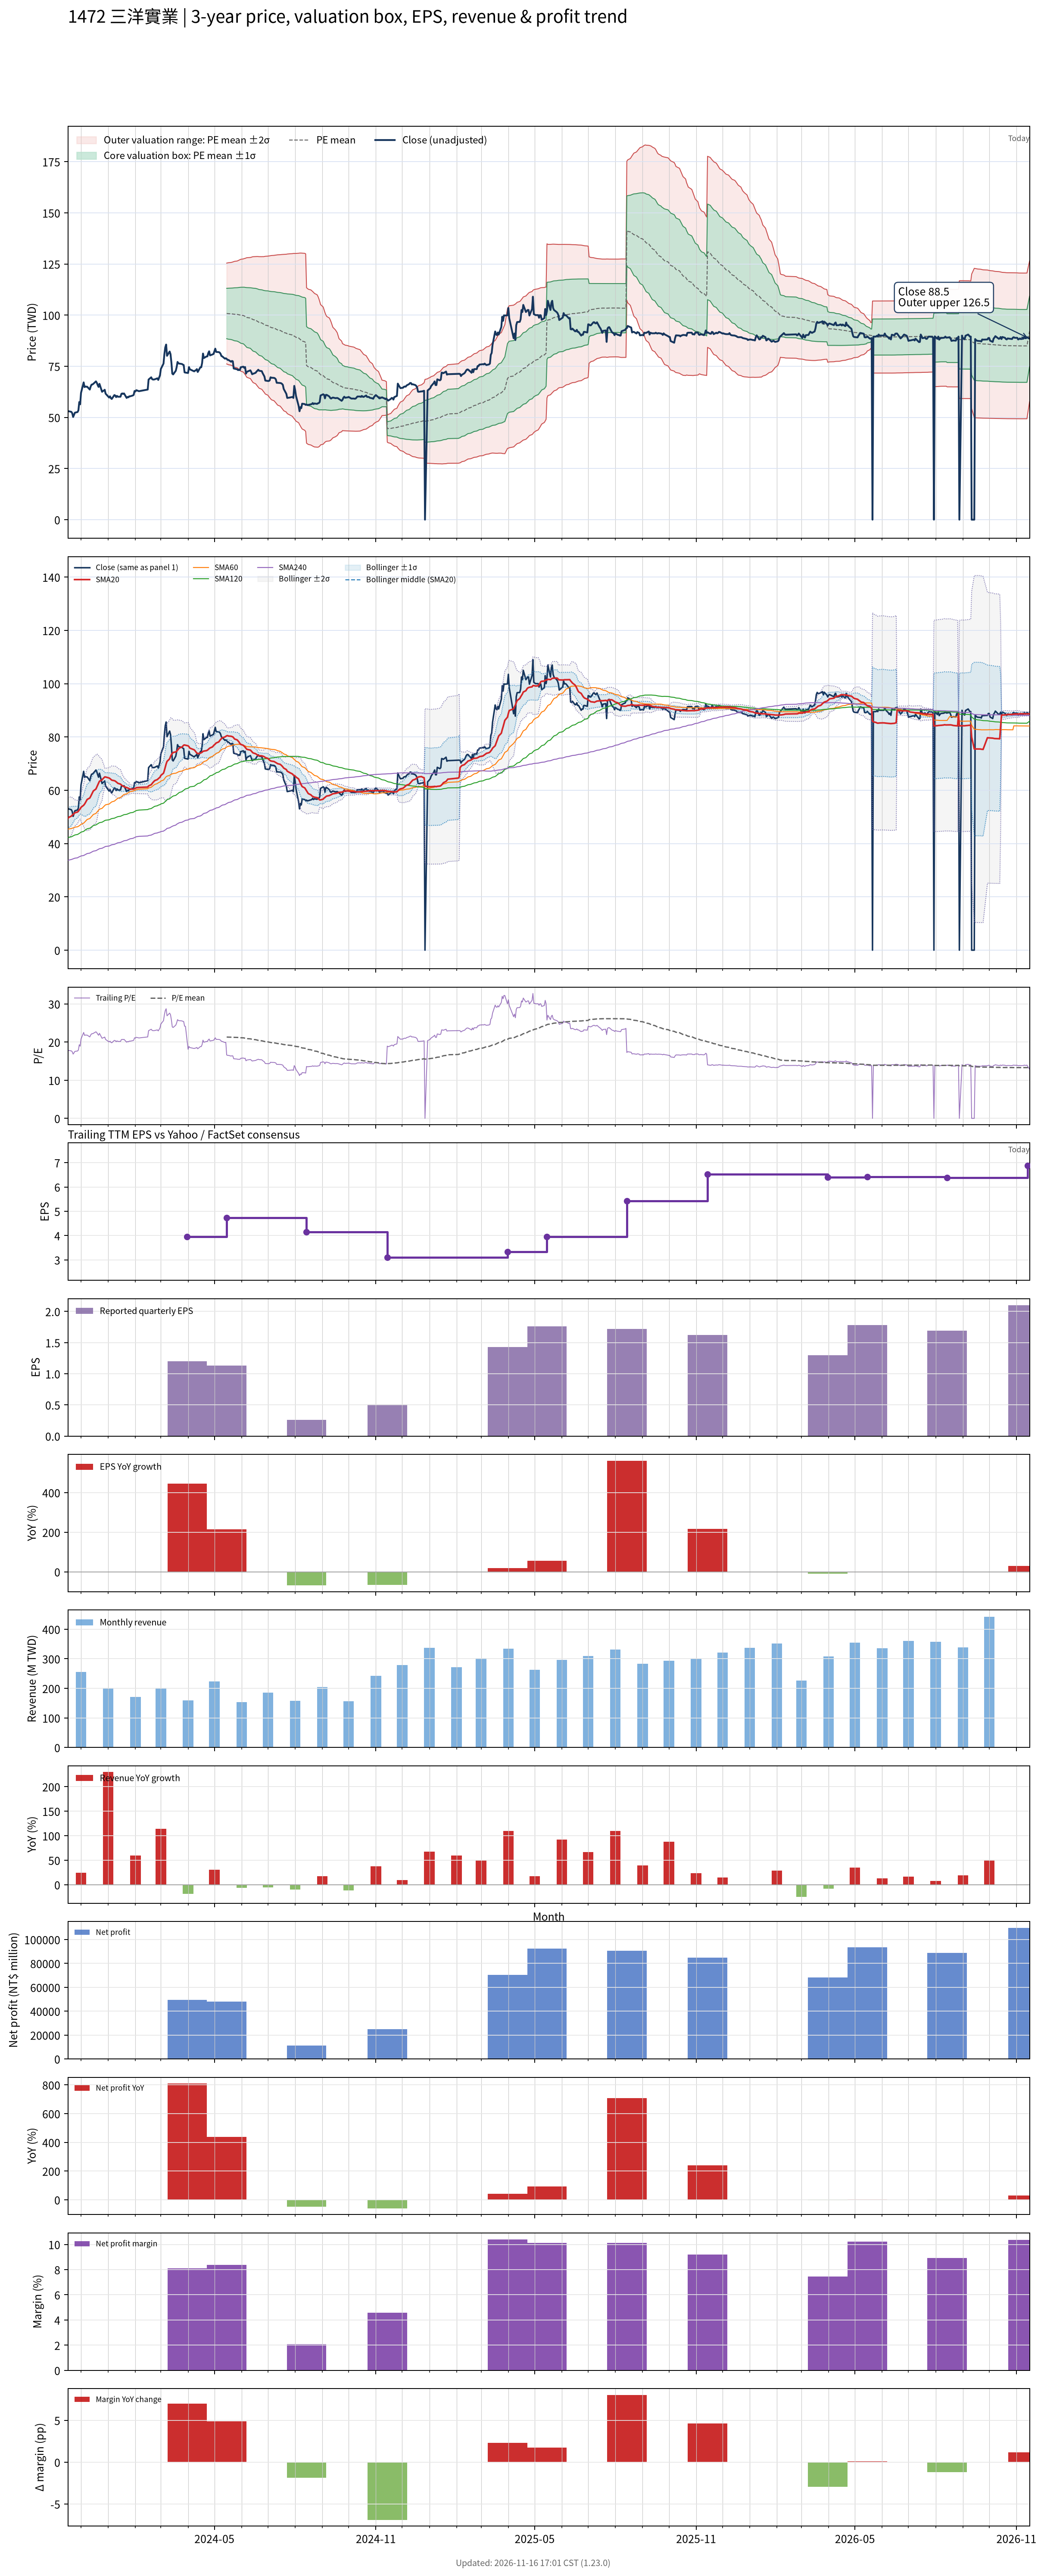 1472 三洋實業 | 3-year price, valuation box, EPS, revenue & profit trend
Outer valuation range: PE mean ±2σ
PE mean
Close (unadjusted)
Core valuation box: PE mean ±1σ
Today
Close 88.5
Outer upper 126.5
Price (TWD)
175
150
125
100
75
50
25
0
Close (same as panel 1)
SMA60
SMA240
Bollinger ±1σ
SMA20
SMA120
Bollinger ±2σ
Bollinger middle (SMA20)
Price
140
120
100
80
60
40
20
0
Trailing P/E
P/E mean
P/E
30
20
10
0
Trailing TTM EPS vs Yahoo / FactSet consensus
Today
EPS
7
6
5
4
3
Reported quarterly EPS
EPS
2.0
1.5
1.0
0.5
0.0
EPS YoY growth
YoY (%)
400
200
0
Monthly revenue
Revenue (M TWD)
400
300
200
100
0
Revenue YoY growth
YoY (%)
200
150
100
50
0
Month
Net profit
Net profit (NT$ million)
100000
80000
60000
40000
20000
0
Net profit YoY
YoY (%)
800
600
400
200
0
Net profit margin
Margin (%)
10
8
6
4
2
0
Margin YoY change
Δ margin (pp)
5
0
-5
2024-05
2024-11
2025-05
2025-11
2026-05
2026-11
Updated: 2026-11-16 17:01 CST (1.23.0)